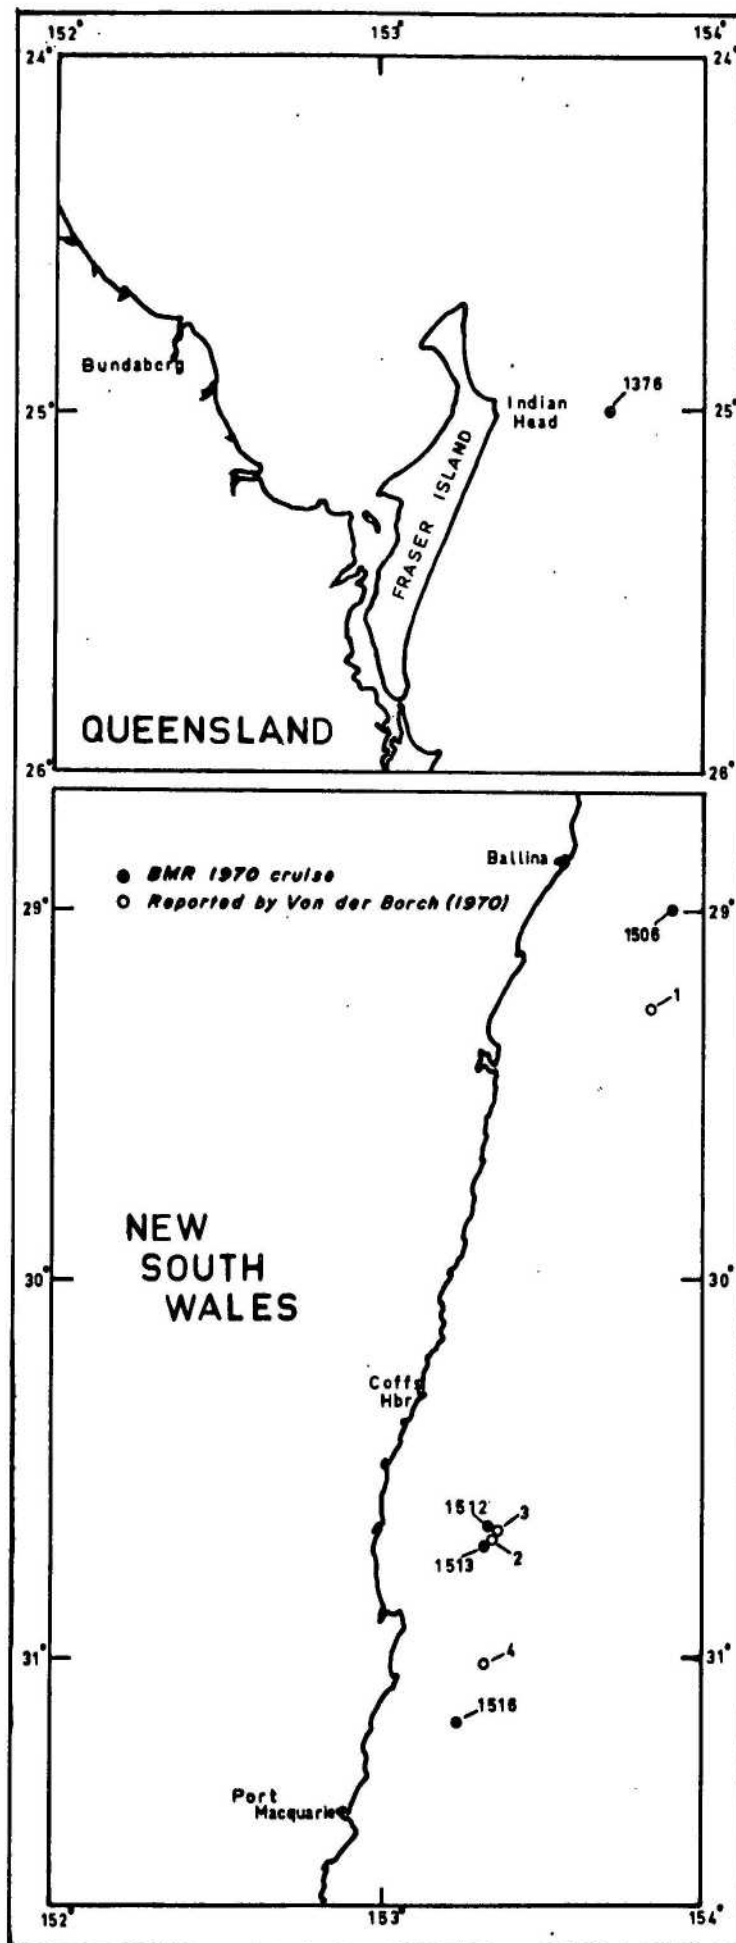 152° 153° 154°
24° 24°
Bundaberg
1376
25° 25°
Indian
Head
FRASER ISLAND
QUEENSLAND
26° 26°
Ballina
BMR 1970 cruise
Reported by Von der Borch (1970)
29° 29°
1506
1
NEW
SOUTH
WALES
30° 30°
Coffs
Hbr
1512 3
1513 2
4
31° 31°
1516
Port
Macquarie
152° 153° 154°